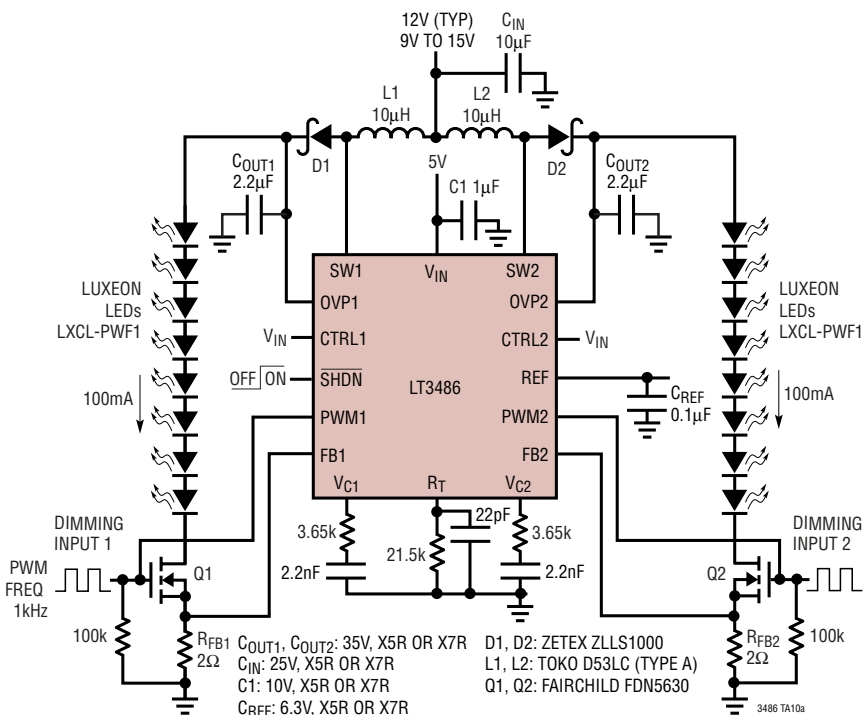 12V (TYP)
9V TO 15V
CIN
10µF
L1
10µH
L2
10µH
D1
D2
5V
C1 1µF
COUT1
2.2µF
COUT2
2.2µF
LUXEON
LEDs
LXCL-PWF1
LUXEON
LEDs
LXCL-PWF1
SW1
VIN
SW2
OVP1
OVP2
VIN
CTRL1
CTRL2
VIN
OFF ON
SHDN
LT3486
REF
CREF
0.1µF
100mA
100mA
PWM1
PWM2
FB1
FB2
VC1
RT
VC2
3.65k
22pF
3.65k
21.5k
2.2nF
2.2nF
DIMMING
INPUT 1
DIMMING
INPUT 2
PWM
FREQ
1kHz
Q1
Q2
100k
RFB1
2Ω
RFB2
2Ω
100k
COUT1, COUT2: 35V, X5R OR X7R
CIN: 25V, X5R OR X7R
C1: 10V, X5R OR X7R
CREF: 6.3V, X5R OR X7R
D1, D2: ZETEX ZLLS1000
L1, L2: TOKO D53LC (TYPE A)
Q1, Q2: FAIRCHILD FDN5630
3486 TA10a